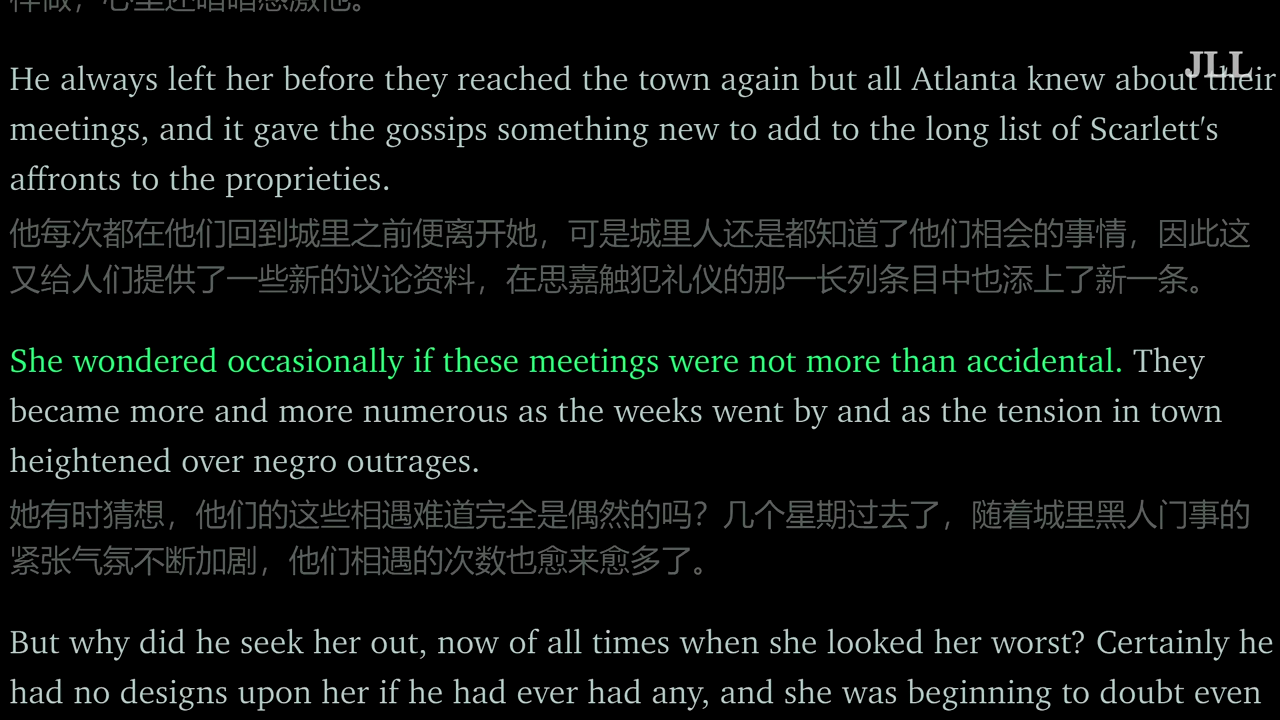 样做，心里还暗暗感激他。
JLL
He always left her before they reached the town again but all Atlanta knew about their
meetings, and it gave the gossips something new to add to the long list of Scarlett's
affronts to the proprieties.
他每次都在他们回到城里之前便离开她，可是城里人还是都知道了他们相会的事情，因此这
又给人们提供了一些新的议论资料，在思嘉触犯礼仪的那一长列条目中也添上了新一条。
She wondered occasionally if these meetings were not more than accidental. They
became more and more numerous as the weeks went by and as the tension in town
heightened over negro outrages.
她有时猜想，他们的这些相遇难道完全是偶然的吗？几个星期过去了，随着城里黑人门事的
紧张气氛不断加剧，他们相遇的次数也愈来愈多了。
But why did he seek her out, now of all times when she looked her worst? Certainly he
had no designs upon her if he had ever had any, and she was beginning to doubt even